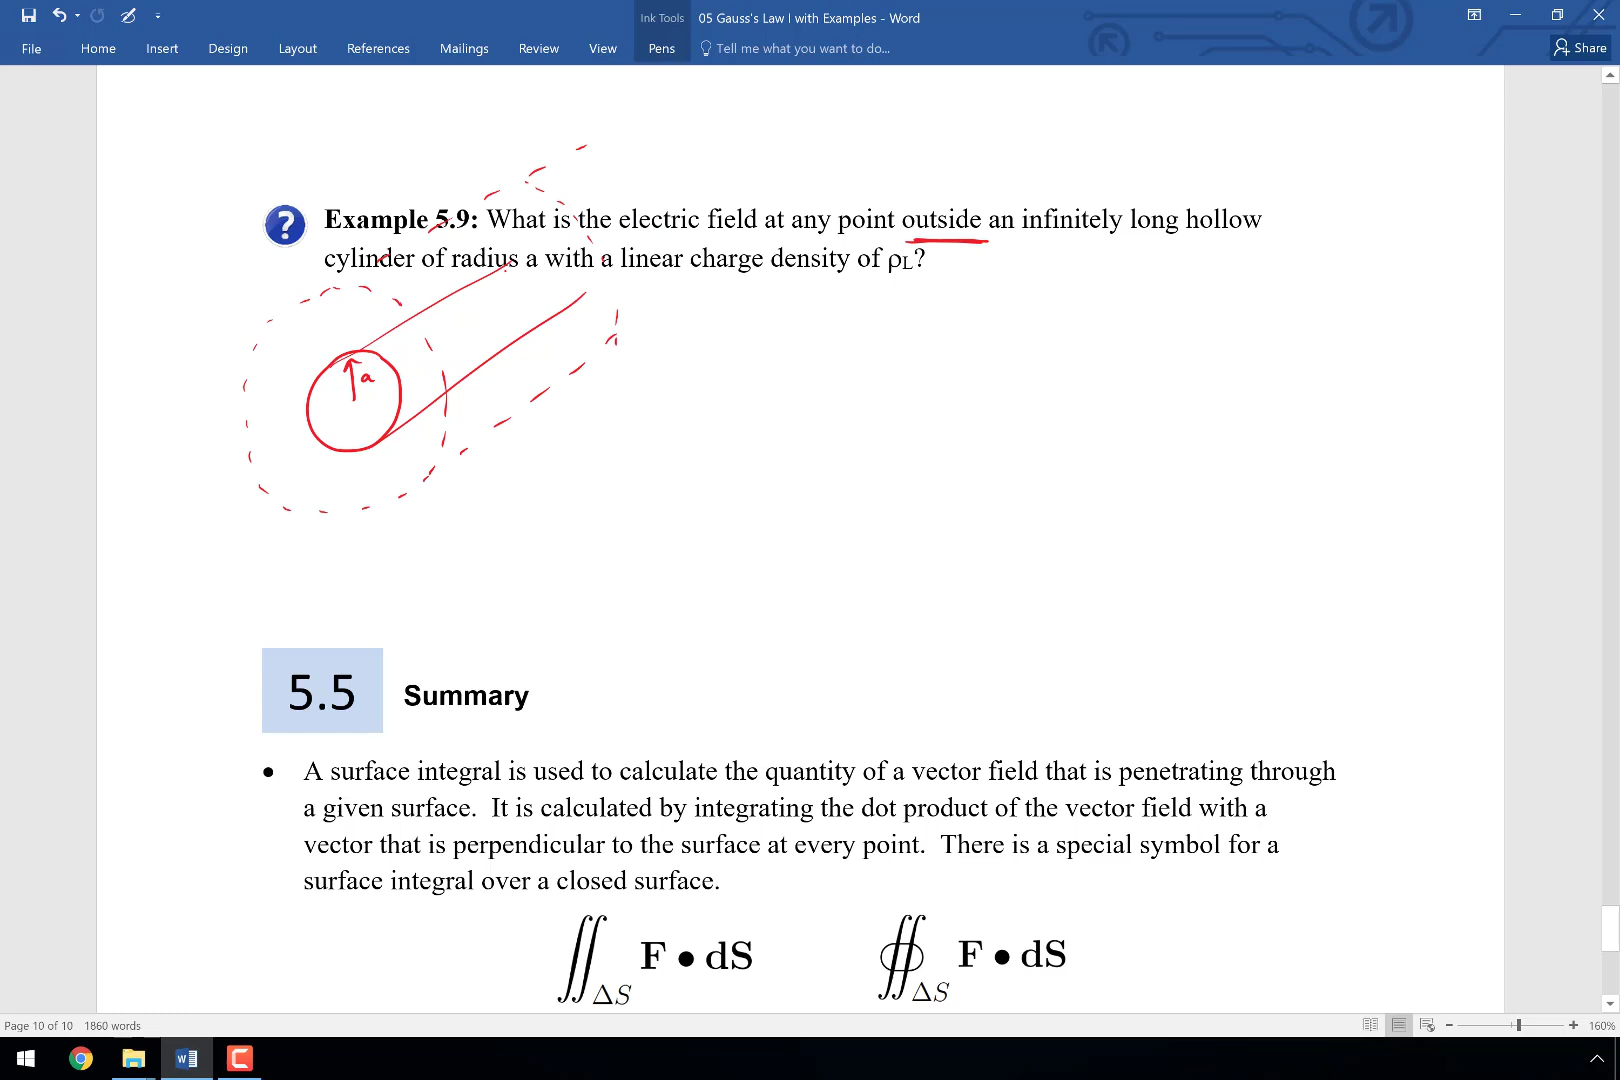 Ink Tools 05 Gauss's Law I with Examples - Word
File Home Insert Design Layout References Mailings Review View Pens Tell me what you want to do... Share
Example 5.9: What is the electric field at any point outside an infinitely long hollow
cylinder of radius a with a linear charge density of ρL?
a
5.5 Summary
• A surface integral is used to calculate the quantity of a vector field that is penetrating through
a given surface. It is calculated by integrating the dot product of the vector field with a
vector that is perpendicular to the surface at every point. There is a special symbol for a
surface integral over a closed surface.
∬ΔS F • dS ∯ΔS F • dS
Page 10 of 10 1860 words 160%